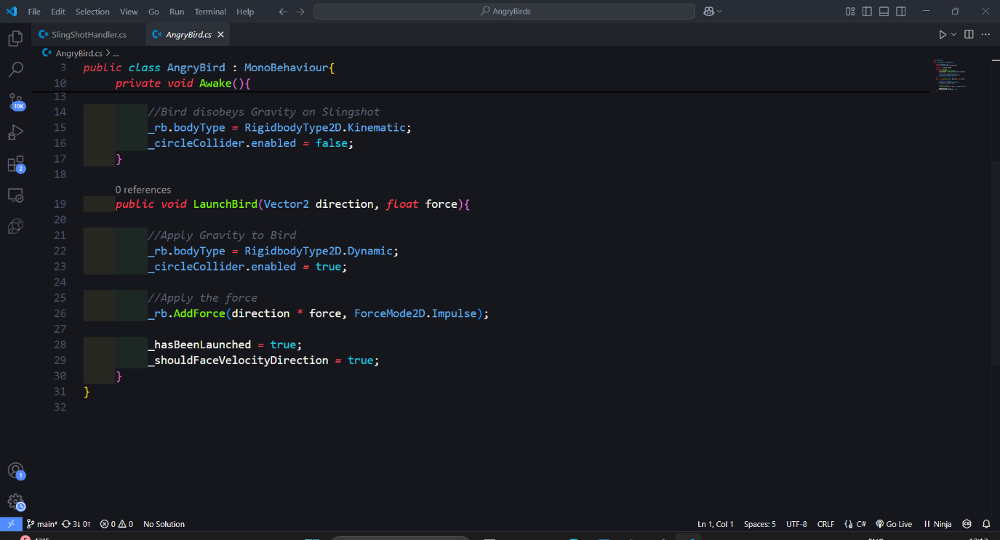 File Edit Selection View Go Run Terminal Help
AngryBirds
SlingShotHandler.cs
AngryBird.cs
AngryBird.cs > ...
3 public class AngryBird : MonoBehaviour{
10 private void Awake(){
13
14 //Bird disobeys Gravity on Slingshot
15 _rb.bodyType = RigidbodyType2D.Kinematic;
16 _circleCollider.enabled = false;
17 }
18
0 references
19 public void LaunchBird(Vector2 direction, float force){
20
21 //Apply Gravity to Bird
22 _rb.bodyType = RigidbodyType2D.Dynamic;
23 _circleCollider.enabled = true;
24
25 //Apply the force
26 _rb.AddForce(direction * force, ForceMode2D.Impulse);
27
28 _hasBeenLaunched = true;
29 _shouldFaceVelocityDirection = true;
30 }
31 }
32
10K
2
1
main* 3↓ 0↑ 0 0 No Solution
Ln 1, Col 1 Spaces: 5 UTF-8 CRLF C# Go Live Ninja